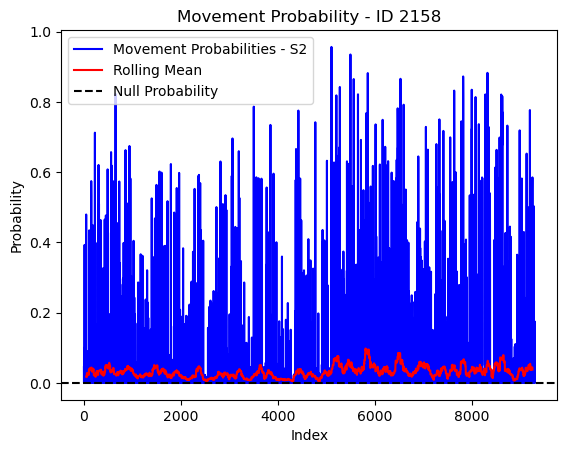 Movement Probability - ID 2158
Movement Probabilities - S2
Rolling Mean
Null Probability
Probability
1.0
0.8
0.6
0.4
0.2
0.0
0 2000 4000 6000 8000
Index